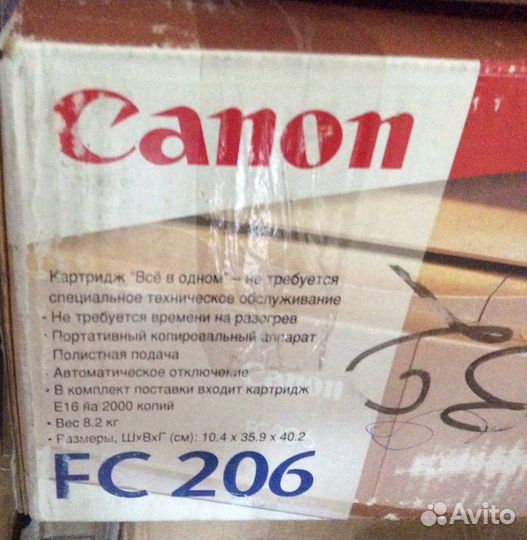 Canon
Картридж "Всё в одном" – не требуется
специальное техническое обслуживание
• Не требуется времени на разогрев
• Портативный копировальный аппарат
Полистная подача
• Автоматическое отключение
• В комплект поставки входит картридж
E16 на 2000 копий
• Вес 8.2 кг
• Размеры, ШхВхГ (см): 10.4 x 35.9 x 40.2
Canon
FC 206
Avito